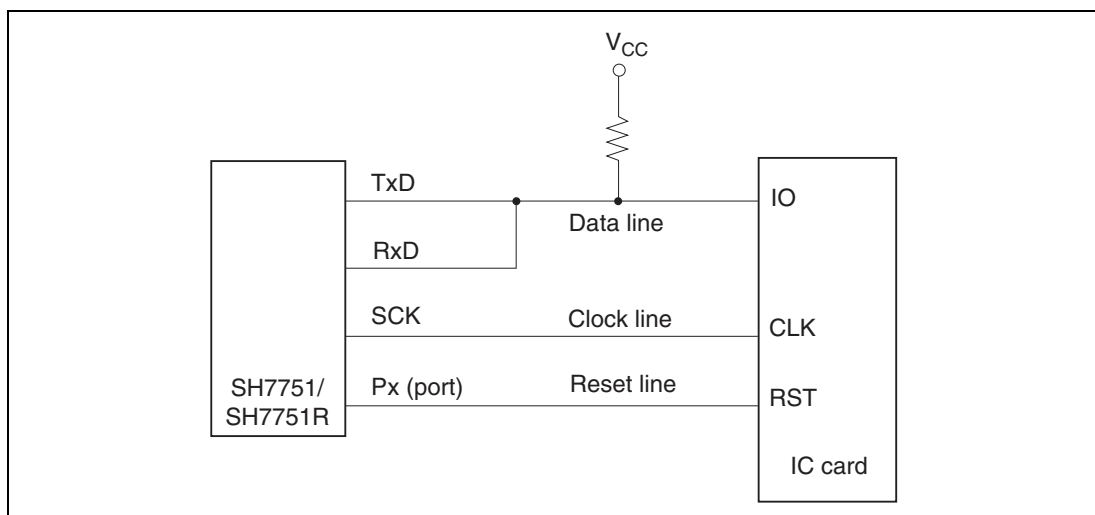 VCC
TxD
IO
Data line
RxD
SCK
Clock line
CLK
Px (port)
Reset line
RST
SH7751/
SH7751R
IC card